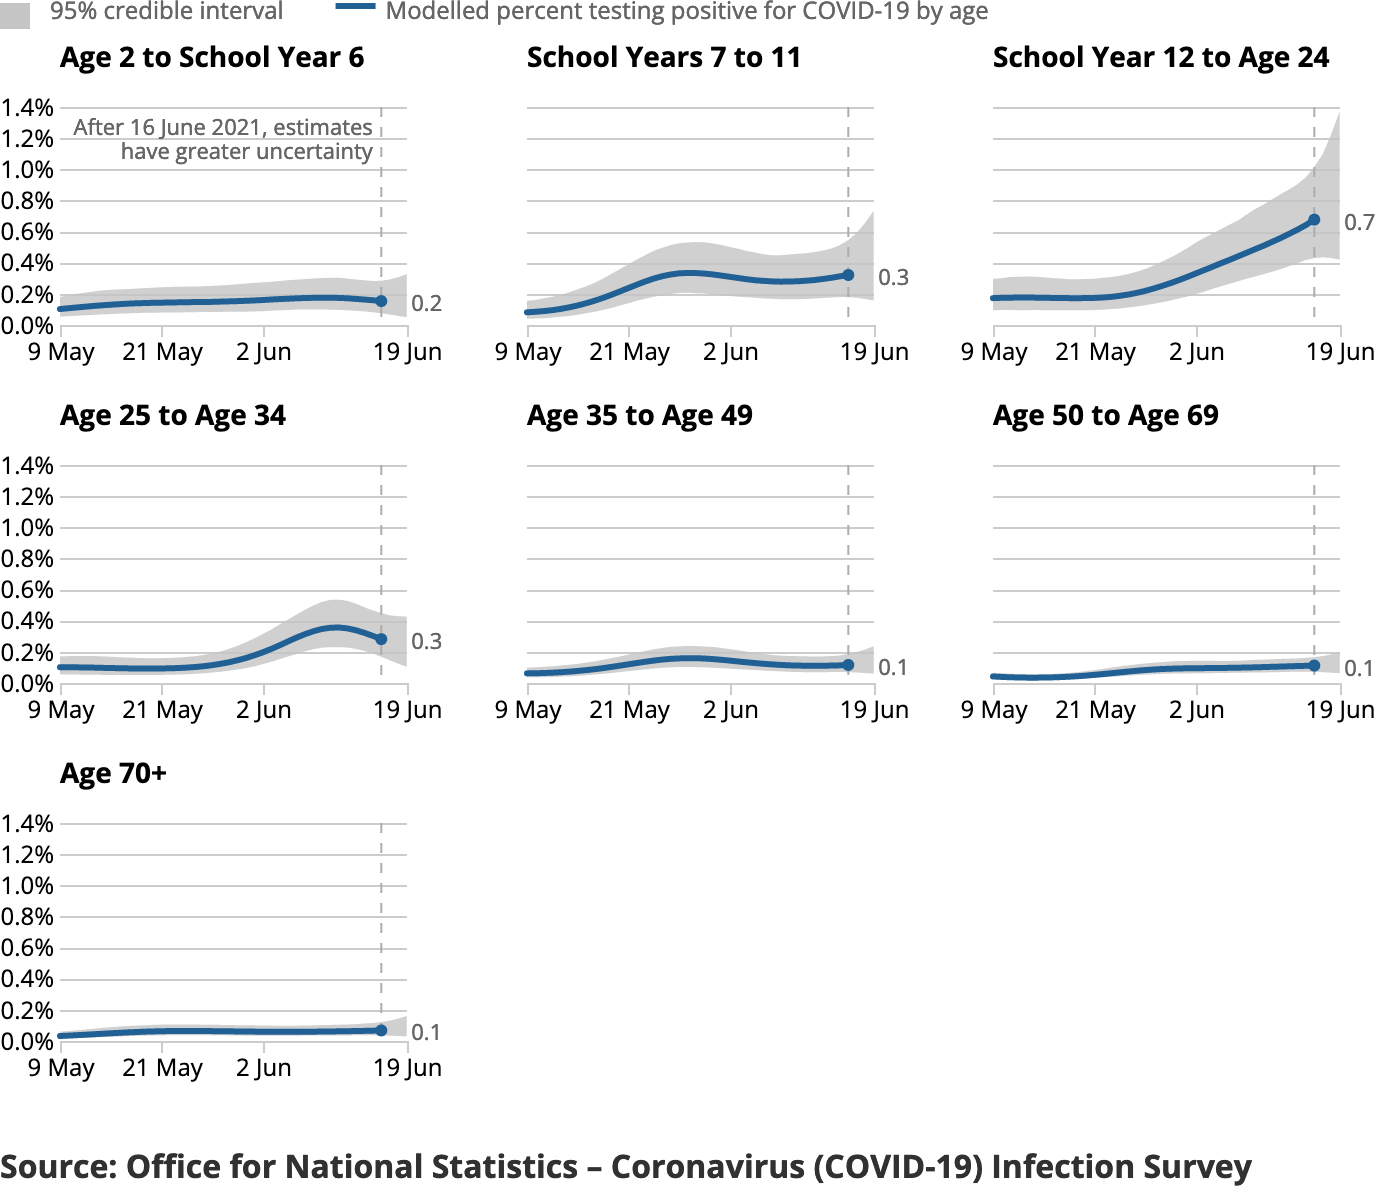 95% credible interval
Modelled percent testing positive for COVID-19 by age
Age 2 to School Year 6
School Years 7 to 11
School Year 12 to Age 24
1.4%
1.2%
1.0%
0.8%
0.6%
0.4%
0.2%
0.0%
After 16 June 2021, estimates
have greater uncertainty
0.2
0.3
0.7
9 May 21 May 2 Jun 19 Jun
9 May 21 May 2 Jun 19 Jun
9 May 21 May 2 Jun 19 Jun
Age 25 to Age 34
Age 35 to Age 49
Age 50 to Age 69
1.4%
1.2%
1.0%
0.8%
0.6%
0.4%
0.2%
0.0%
0.3
0.1
0.1
9 May 21 May 2 Jun 19 Jun
9 May 21 May 2 Jun 19 Jun
9 May 21 May 2 Jun 19 Jun
Age 70+
1.4%
1.2%
1.0%
0.8%
0.6%
0.4%
0.2%
0.0%
0.1
9 May 21 May 2 Jun 19 Jun
Source: Office for National Statistics – Coronavirus (COVID-19) Infection Survey